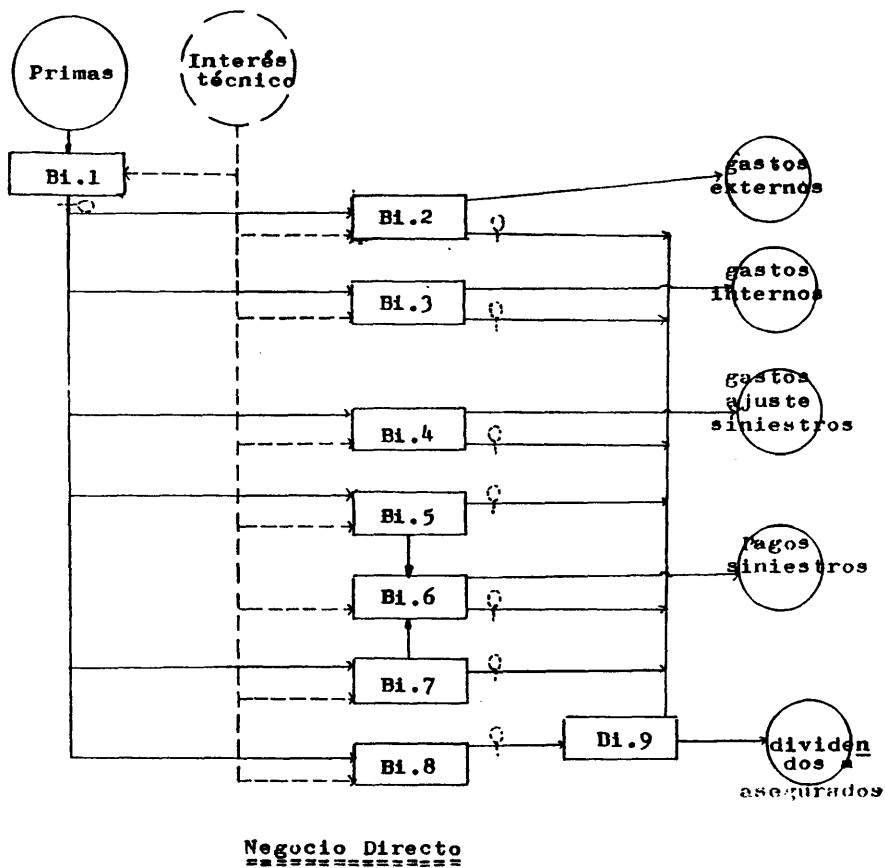 Primas
Interés
técnico
Bi.1
gastos
externos
Bi.2
gastos
internos
Bi.3
gastos
ajuste
siniestros
Bi.4
Bi.5
Pagos
siniestros
Bi.6
Bi.7
Bi.8
Bi.9
dividen
dos a
asegurados
Negocio Directo